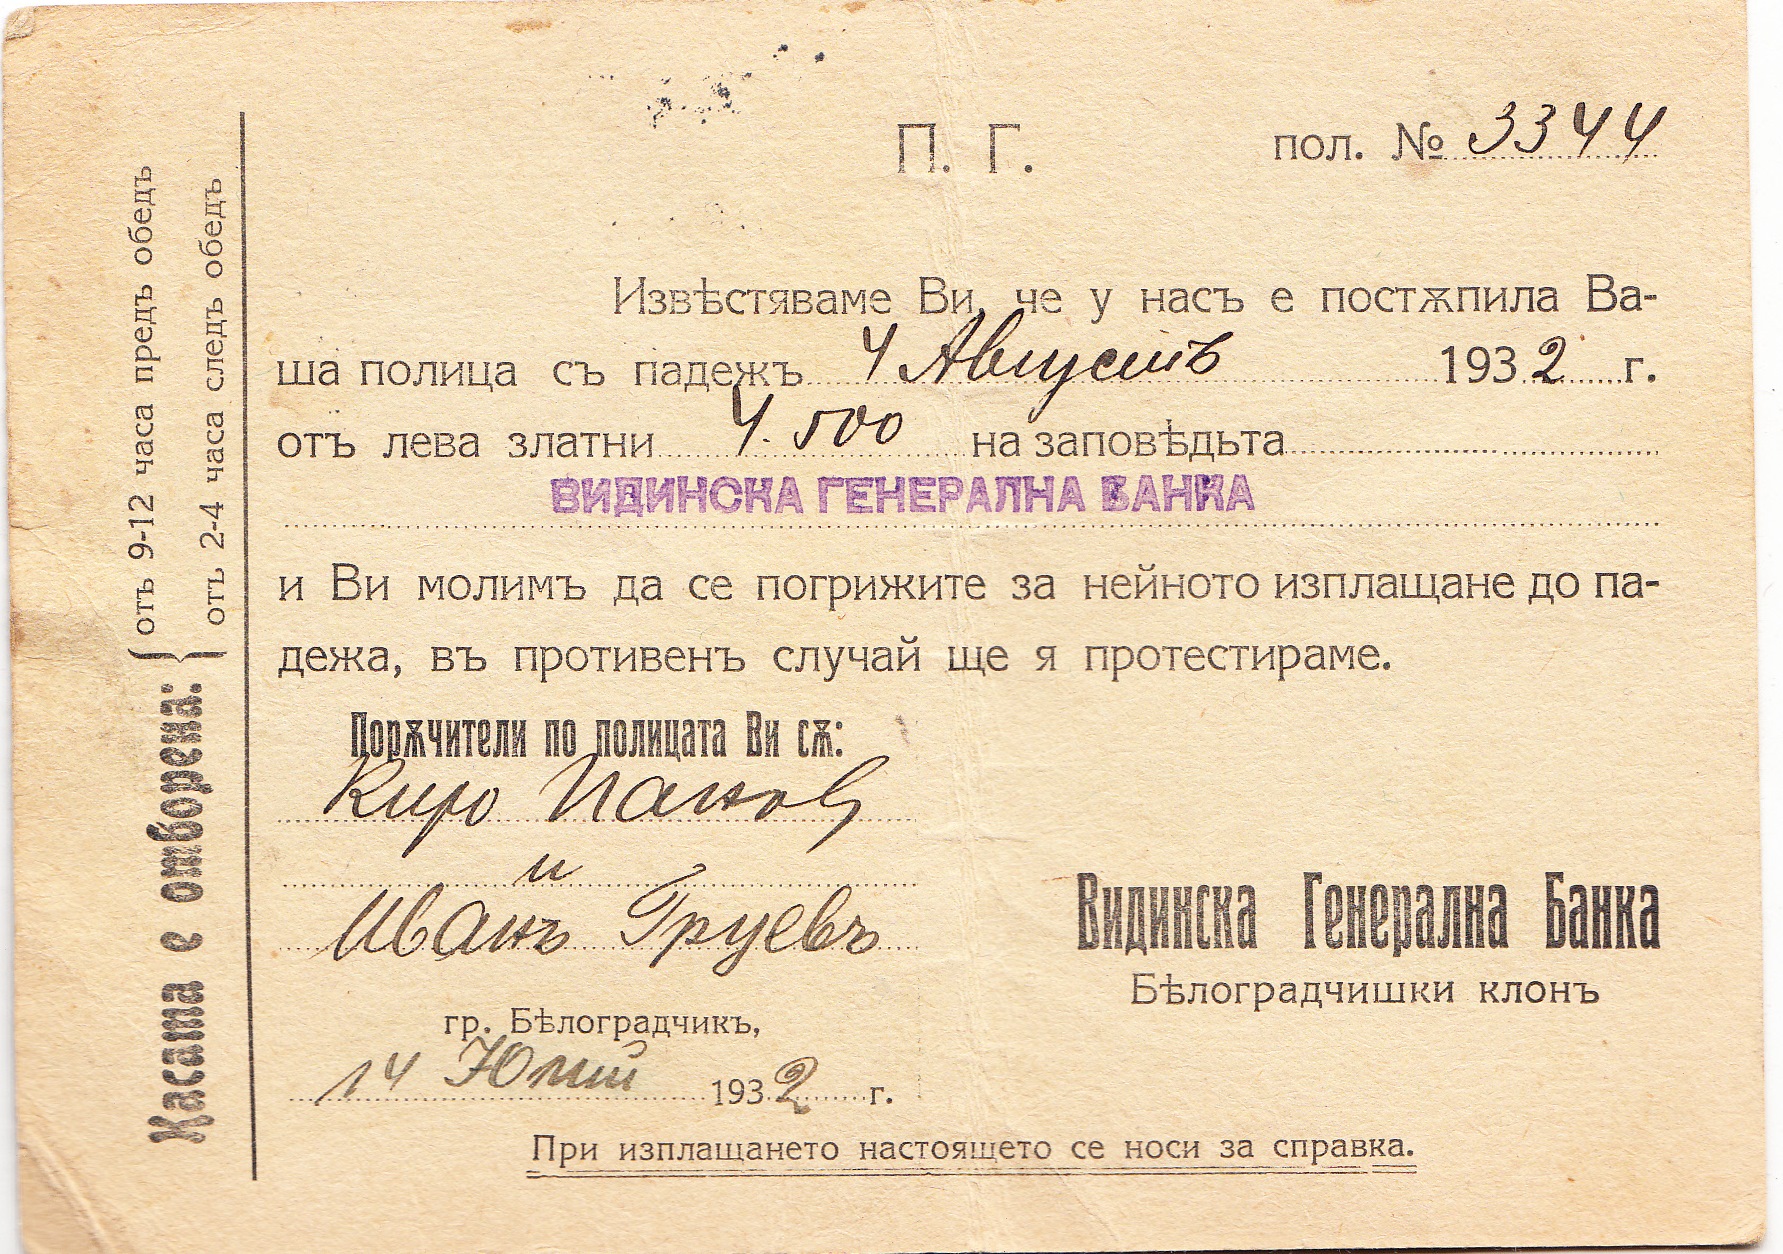 П. Г.
пол. № 3344
Извѣстяваме Ви, че у насъ е постѫпила Ва-
ша полица съ падежъ 4 Августъ 1932 г.
отъ лева златни 4.500 на заповѣдьта
ВИДИНСКА ГЕНЕРАЛНА БАНКА
и Ви молимъ да се погрижите за нейното изплащане до па-
дежа, въ противенъ случай ще я протестираме.
Порѫчители по полицата Ви сѫ:
Киро Панов
и
Иванъ Груевъ
Видинска Генерална Банка
Бѣлоградчишки клонъ
гр. Бѣлоградчикъ,
14 Юлий 1932 г.
При изплащането настоящето се носи за справка.
Касата е отворена:
отъ 9-12 часа предъ обедъ
отъ 2-4 часа следъ обедъ